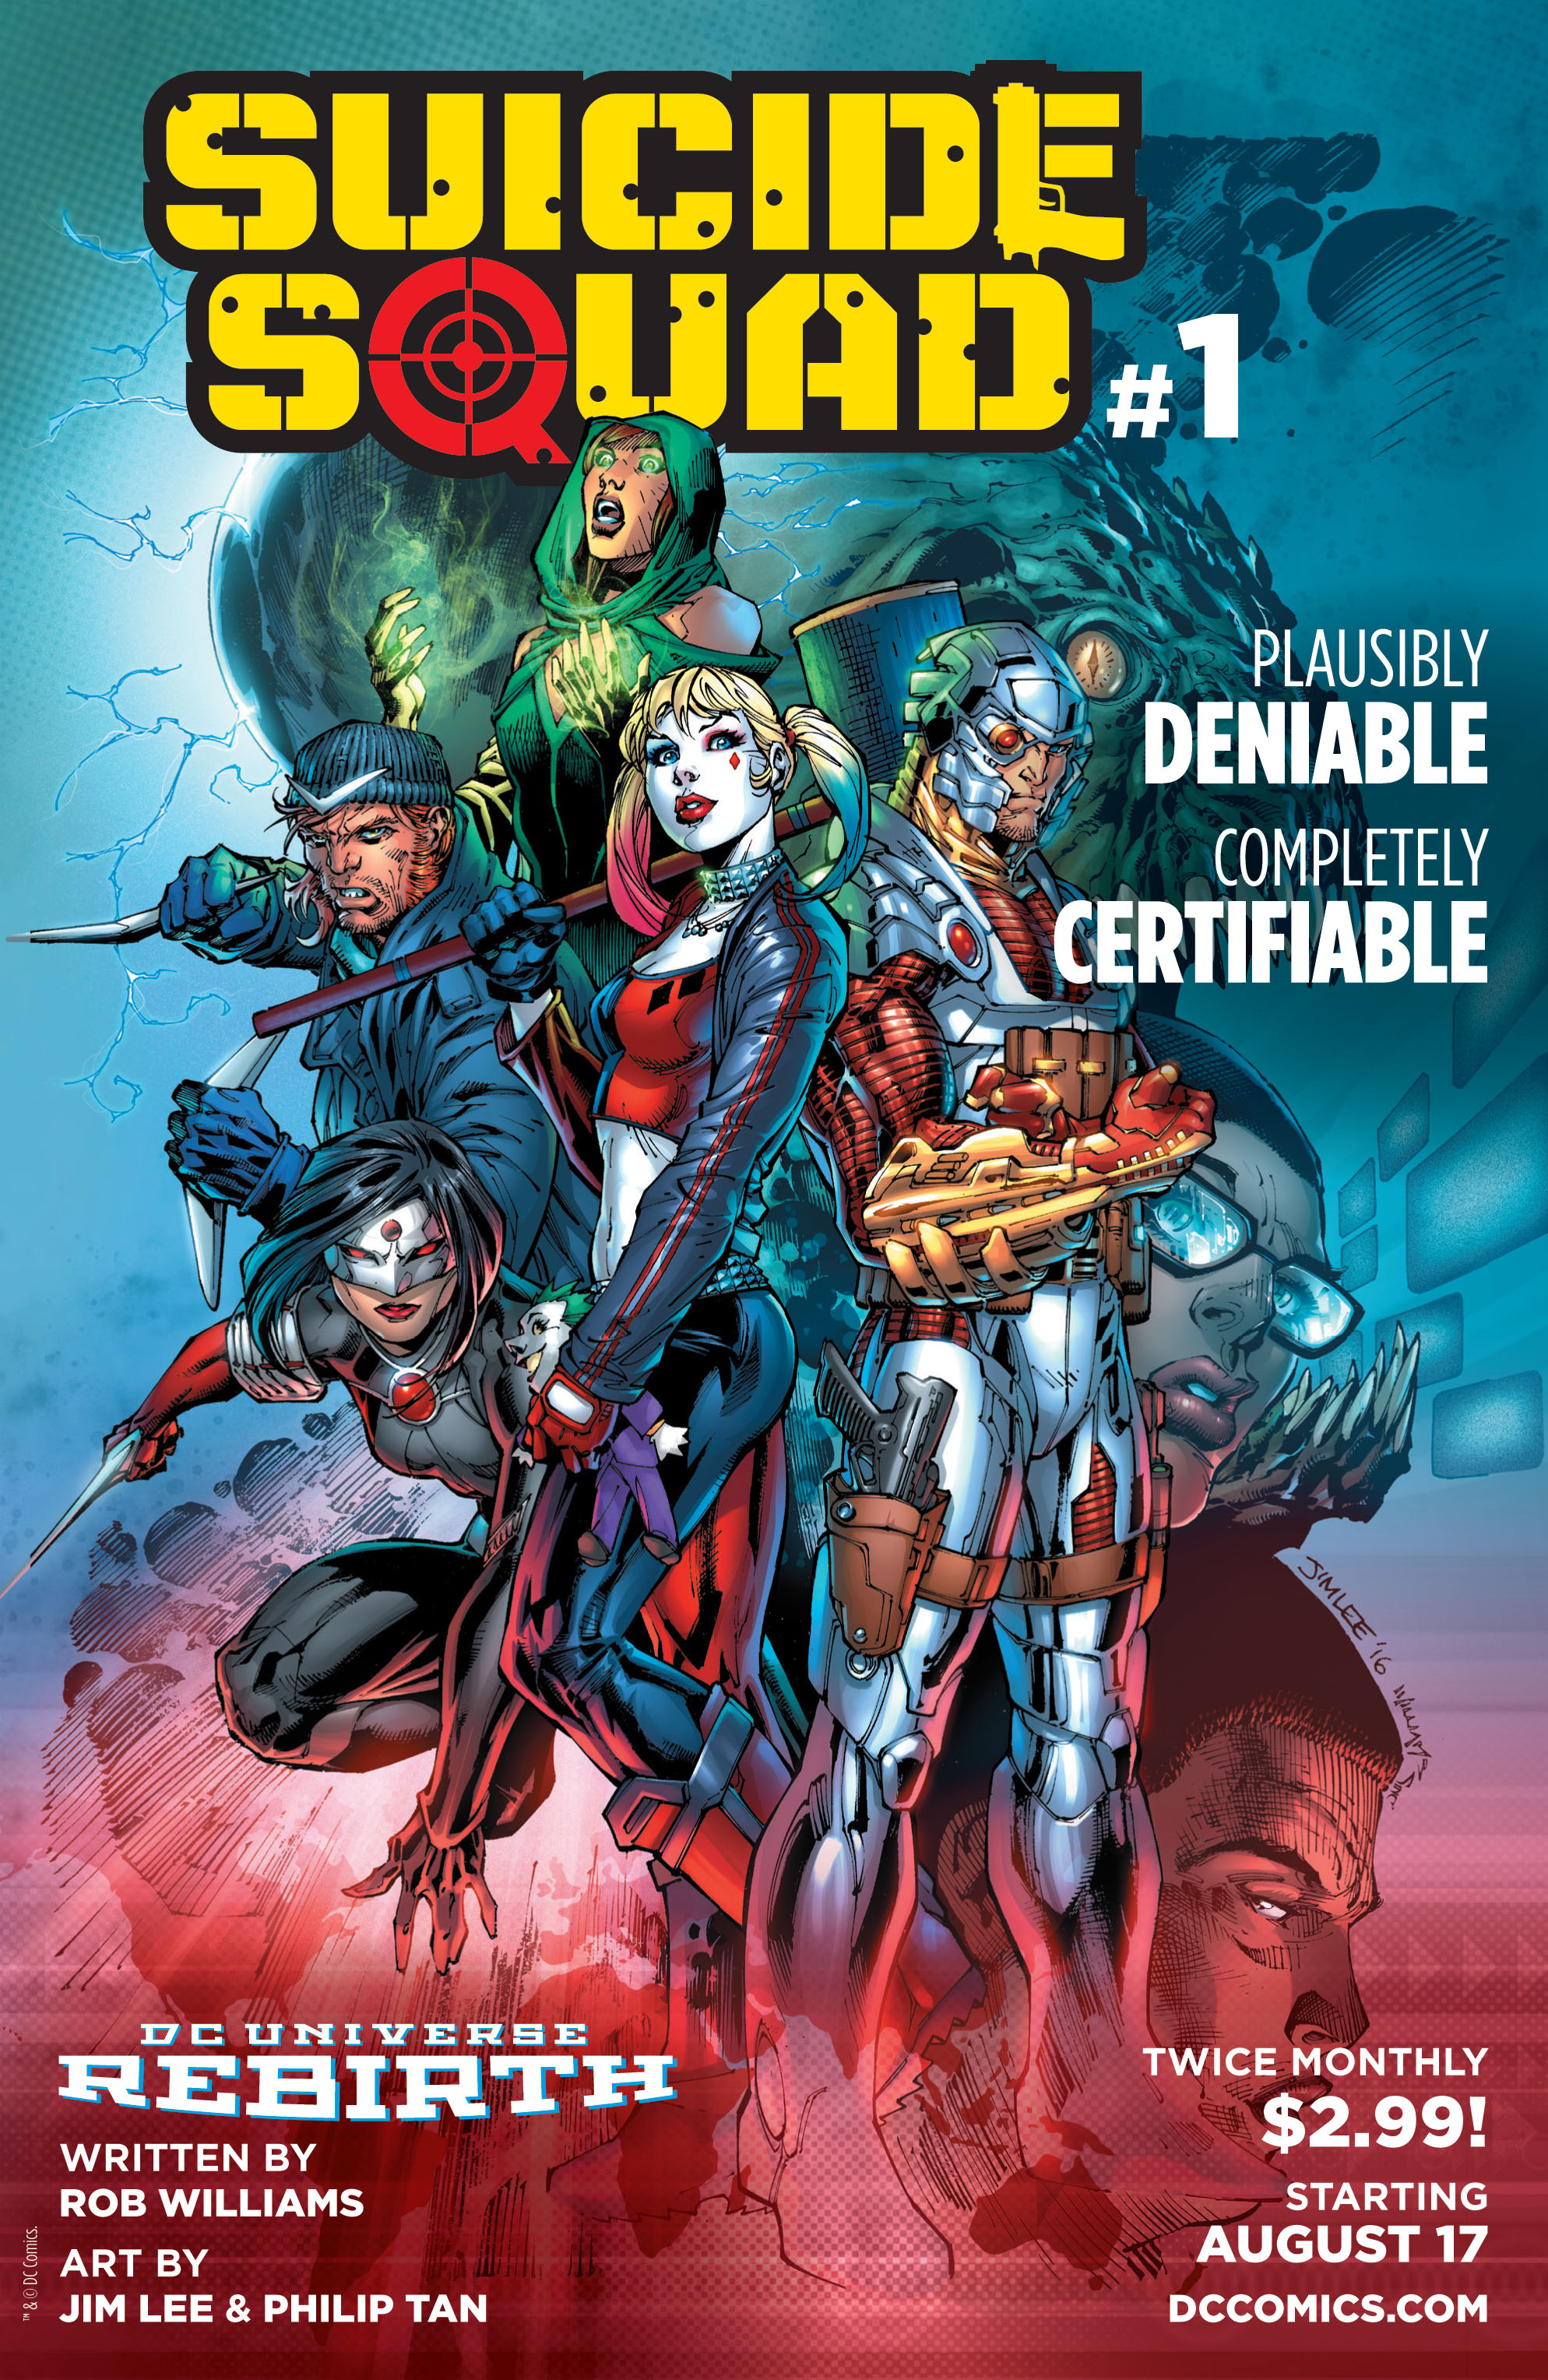 SUICIDE
SQUAD #1
PLAUSIBLY
DENIABLE
COMPLETELY
CERTIFIABLE
JIM LEE '16
DC UNIVERSE
REBIRTH
WRITTEN BY
ROB WILLIAMS
ART BY
JIM LEE & PHILIP TAN
TWICE MONTHLY
$2.99!
STARTING
AUGUST 17
DCCOMICS.COM
™ & © DC Comics.